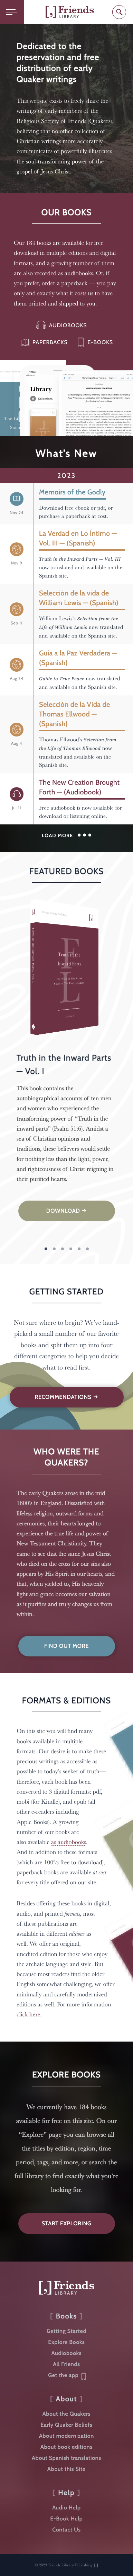 Friends
LIBRARY
Dedicated to the
preservation and free
distribution of early
Quaker writings
This website exists to freely share the
writings of early members of the
Religious Society of Friends (Quakers),
believing that no other collection of
Christian writings more accurately
communicates or powerfully illustrates
the soul-transforming power of the
gospel of Jesus Christ.
OUR BOOKS
Our 184 books are available for free
download in multiple editions and digital
formats, and a growing number of them
are also recorded as audiobooks. Or, if
you prefer, order a paperback — you pay
only and exactly what it costs to us to have
them printed and shipped to you.
AUDIOBOOKS
PAPERBACKS
E-BOOKS
Library
What's New
2023
Nov 24
Memoirs of the Godly
Download free ebook or pdf, or
purchase a paperback at cost.
Nov 9
La Verdad en Lo Íntimo —
Vol. III — (Spanish)
Truth in the Inward Parts — Vol. III
now translated and available on the
Spanish site.
Sep 11
Selección de la vida de
William Lewis — (Spanish)
William Lewis's Selection from the
Life of William Lewis now translated
and available on the Spanish site.
Aug 24
Guía a la Paz Verdadera —
(Spanish)
Guide to True Peace now translated
and available on the Spanish site.
Aug 4
Selección de la Vida de
Thomas Ellwood —
(Spanish)
Thomas Ellwood's Selection from
the Life of Thomas Ellwood now
translated and available on the
Spanish site.
Jul 11
The New Creation Brought
Forth — (Audiobook)
Free audiobook is now available for
download or listening online.
LOAD MORE
FEATURED BOOKS
Truth in the
Inward Parts
Truth in the Inward Parts
— Vol. I
This book contains the
autobiographical accounts of ten men
and women who were inwardly
taught and transformed by "truth in
the inward parts" (Psalm 51:6). Amidst a
sea of Christian opinions and
traditions, these believers would settle
for nothing less than the light, power,
and presence of Christ reigning in
their purified hearts.
DOWNLOAD →
GETTING STARTED
Not sure where to begin? We've hand-
picked a small number of our favorite
books and split them up into four
different categories to help you decide
what to read first.
RECOMMENDATIONS →
WHO WERE THE
QUAKERS?
The early Quakers arose in the mid
1600's in England. Dissatisfied with
lifeless religion, outward forms and
ceremonies, their hearts longed to
experience the true life and power of
New Testament Christianity. They
came to see that the same Jesus Christ
who died on the cross for our sins also
appeared by His Spirit in our hearts, and
that, when yielded to, His heavenly
light and grace becomes our salvation
as it purifies and truly changes us from
within.
FIND OUT MORE
FORMATS & EDITIONS
On this site you will find many
books available in multiple
formats. Our desire is to make these
precious writings as accessible as
possible to today's seeker of truth—
therefore, each book has been
converted to 3 digital formats: pdf,
mobi (for Kindle), and epub (all
other e-readers including
Apple Books). A growing
number of our books are
also available as audiobooks.
And in addition to these formats
(which are 100% free to download),
paperback books are available at cost
for every title on our site.
Besides offering these books in digital,
audio, and printed formats, most
of our books are available in
different editions as
well. We offer an original,
unedited edition for those who enjoy
the archaic language and style. But
because most readers find the older
English somewhat challenging, we offer
minimally and carefully modernized
editions as well. For more information
click here.
EXPLORE BOOKS
We currently have 184 books
available for free on this site. On our
"Explore" page you can browse all
the titles by edition, region, time
period, tags, and more, or search the
full library to find exactly what you're
looking for.
START EXPLORING
Friends
LIBRARY
[ Books ]
Getting Started
Explore Books
Audiobooks
All Friends
Get the app
[ About ]
About the Quakers
Early Quaker Beliefs
About modernization
About book editions
About Spanish translations
About this Site
[ Help ]
Audio Help
E-Book Help
Contact Us
© 2023 Friends Library Publishing